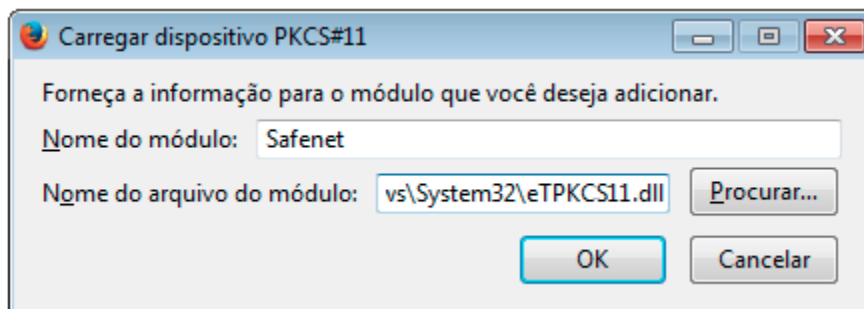 Carregar dispositivo PKCS#11
Forneça a informação para o módulo que você deseja adicionar.
Nome do módulo: Safenet
Nome do arquivo do módulo: vs\System32\eTPKCS11.dll Procurar...
OK Cancelar